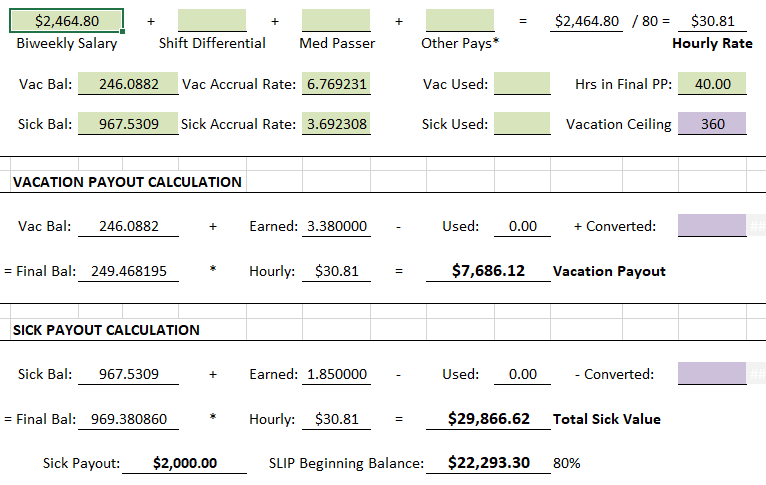 $2,464.80 + + + = $2,464.80 / 80 = $30.81
Biweekly Salary Shift Differential Med Passer Other Pays* Hourly Rate
Vac Bal: 246.0882 Vac Accrual Rate: 6.769231 Vac Used: Hrs in Final PP: 40.00
Sick Bal: 967.5309 Sick Accrual Rate: 3.692308 Sick Used: Vacation Ceiling 360
VACATION PAYOUT CALCULATION
Vac Bal: 246.0882 + Earned: 3.380000 - Used: 0.00 + Converted: ##
= Final Bal: 249.468195 * Hourly: $30.81 = $7,686.12 Vacation Payout
SICK PAYOUT CALCULATION
Sick Bal: 967.5309 + Earned: 1.850000 - Used: 0.00 - Converted: ##
= Final Bal: 969.380860 * Hourly: $30.81 = $29,866.62 Total Sick Value
Sick Payout: $2,000.00 SLIP Beginning Balance: $22,293.30 80%